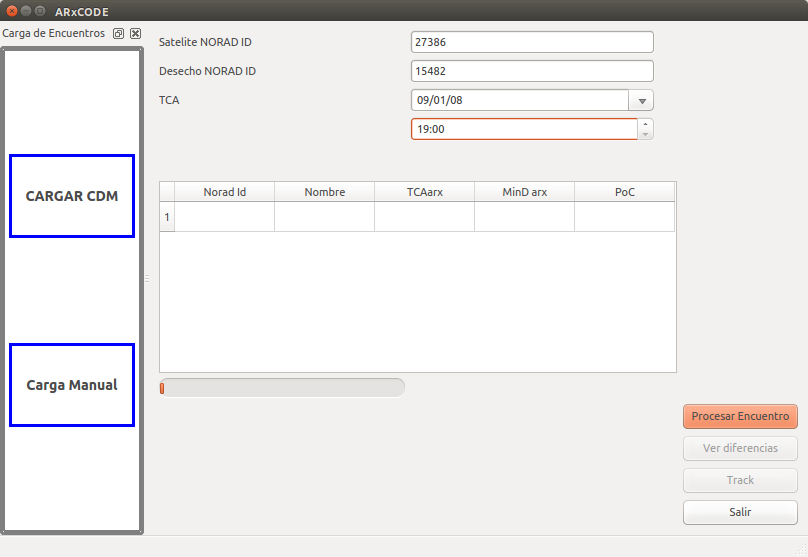 ARxCODE
Carga de Encuentros
CARGAR CDM
Carga Manual
Satelite NORAD ID
27386
Desecho NORAD ID
15482
TCA
09/01/08
19:00
Norad Id Nombre TCAarx MinD arx PoC
1
Procesar Encuentro
Ver diferencias
Track
Salir